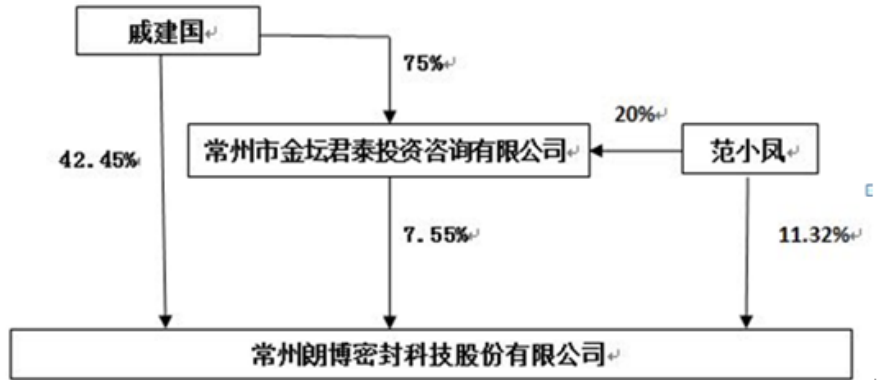 戚建国
75%
20%
常州市金坛君泰投资咨询有限公司
范小凤
42.45%
7.55%
11.32%
常州朗博密封科技股份有限公司